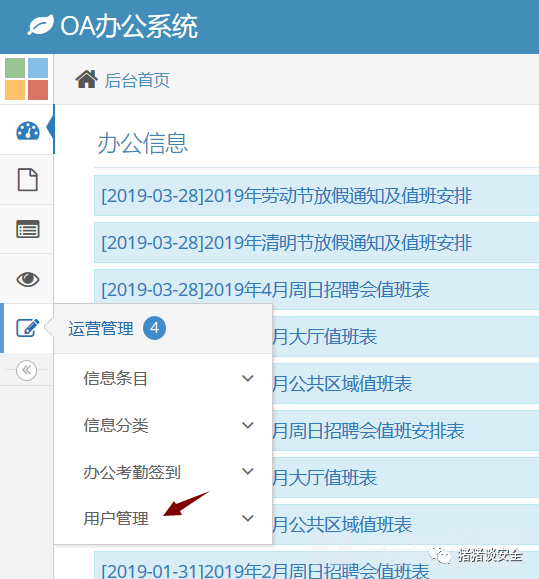 OA办公系统
后台首页
办公信息
[2019-03-28]2019年劳动节放假通知及值班安排
[2019-03-28]2019年清明节放假通知及值班安排
[2019-03-28]2019年4月周日招聘会值班表
运营管理 4
月大厅值班表
信息条目
月公共区域值班表
信息分类
月周日招聘会值班安排表
办公考勤签到
月大厅值班表
用户管理
月公共区域值班表
猪猪谈安全
[2019-01-31]2019年2月周日招聘会值班表